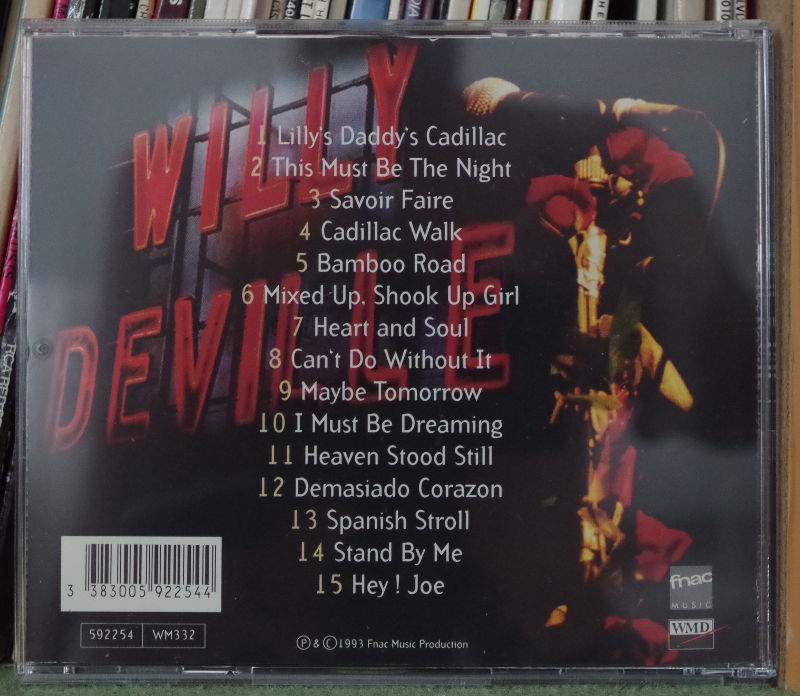 WILLY
DEVILLE
1 Lilly's Daddy's Cadillac
2 This Must Be The Night
3 Savoir Faire
4 Cadillac Walk
5 Bamboo Road
6 Mixed Up, Shook Up Girl
7 Heart and Soul
8 Can't Do Without It
9 Maybe Tomorrow
10 I Must Be Dreaming
11 Heaven Stood Still
12 Demasiado Corazon
13 Spanish Stroll
14 Stand By Me
15 Hey ! Joe
3 383005 922544
592254 WM332
Ⓟ & © 1993 Fnac Music Production
fnac
MUSIC
WMD